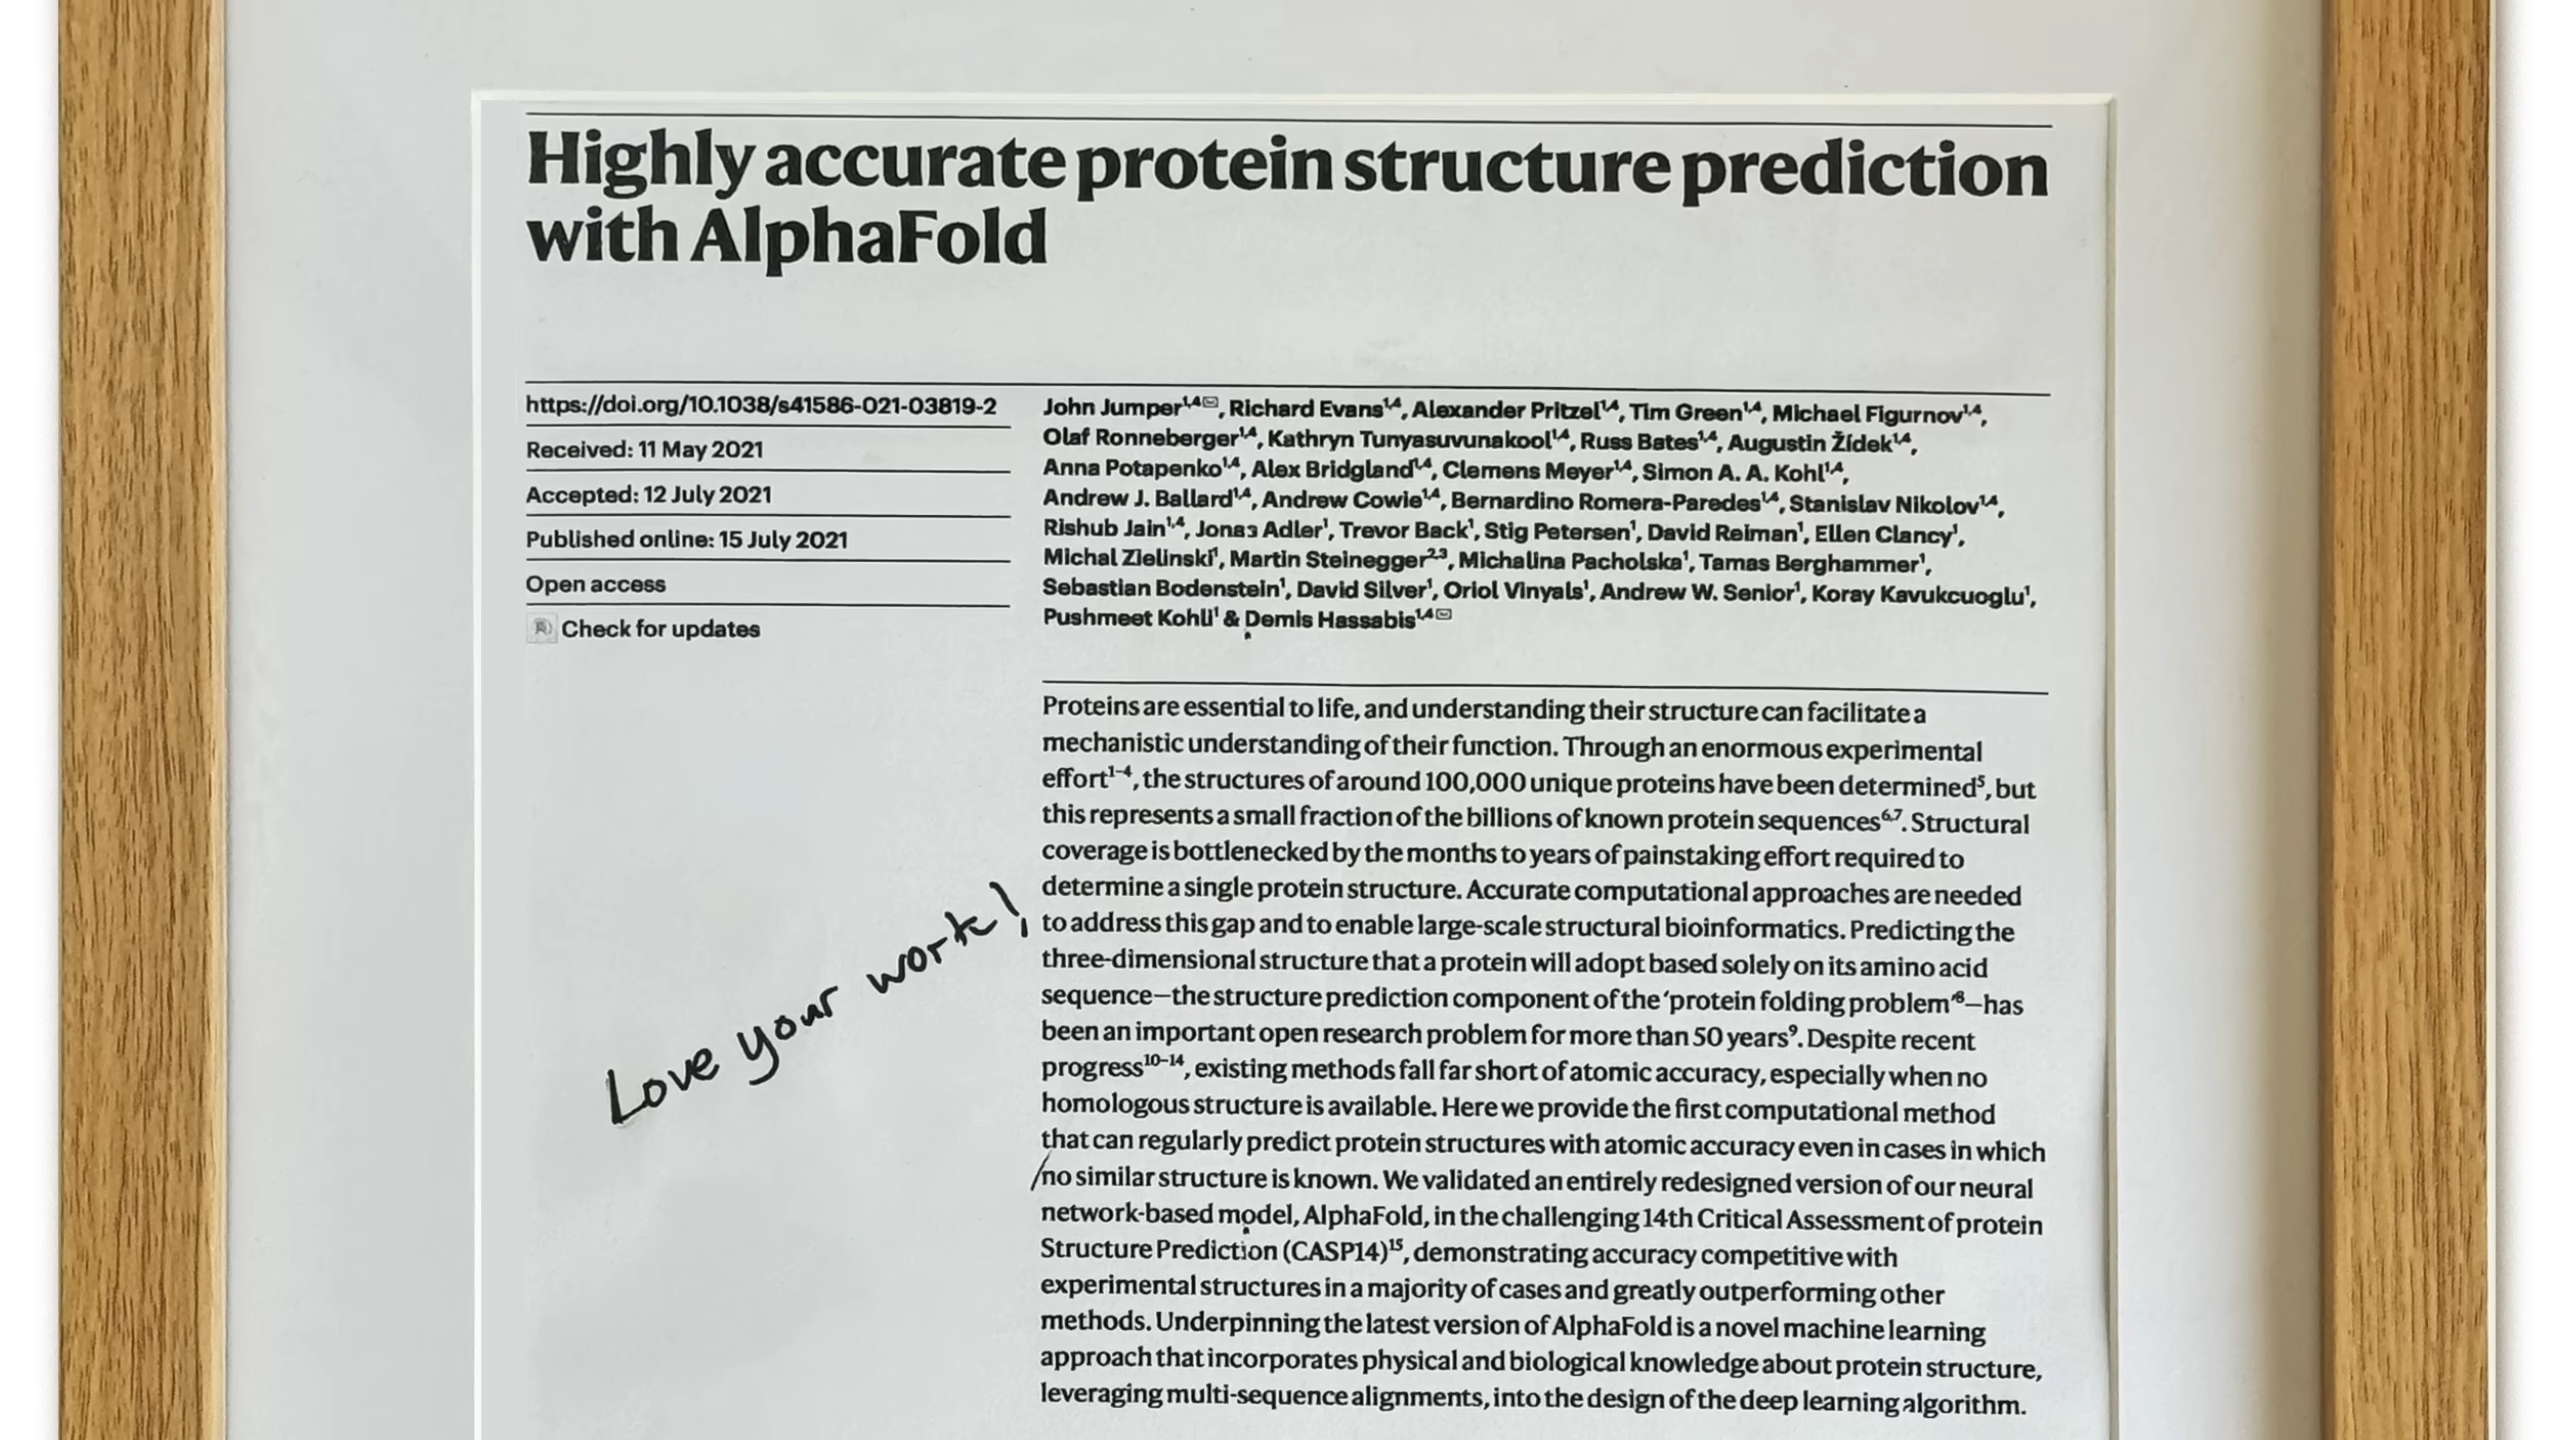 Highly accurate protein structure prediction
with AlphaFold
https://doi.org/10.1038/s41586-021-03819-2
Received: 11 May 2021
Accepted: 12 July 2021
Published online: 15 July 2021
Open access
Check for updates
John Jumper1,4✉, Richard Evans1,4, Alexander Pritzel1,4, Tim Green1,4, Michael Figurnov1,4,
Olaf Ronneberger1,4, Kathryn Tunyasuvunakool1,4, Russ Bates1,4, Augustin Žídek1,4,
Anna Potapenko1,4, Alex Bridgland1,4, Clemens Meyer1,4, Simon A. A. Kohl1,4,
Andrew J. Ballard1,4, Andrew Cowie1,4, Bernardino Romera-Paredes1,4, Stanislav Nikolov1,4,
Rishub Jain1,4, Jonas Adler1, Trevor Back1, Stig Petersen1, David Reiman1, Ellen Clancy1,
Michal Zielinski1, Martin Steinegger2,3, Michalina Pacholska1, Tamas Berghammer1,
Sebastian Bodenstein1, David Silver1, Oriol Vinyals1, Andrew W. Senior1, Koray Kavukcuoglu1,
Pushmeet Kohli1 & Demis Hassabis1,4✉
Proteins are essential to life, and understanding their structure can facilitate a
mechanistic understanding of their function. Through an enormous experimental
effort1–4, the structures of around 100,000 unique proteins have been determined5, but
this represents a small fraction of the billions of known protein sequences6,7. Structural
coverage is bottlenecked by the months to years of painstaking effort required to
determine a single protein structure. Accurate computational approaches are needed
to address this gap and to enable large-scale structural bioinformatics. Predicting the
three-dimensional structure that a protein will adopt based solely on its amino acid
sequence—the structure prediction component of the ‘protein folding problem’8—has
been an important open research problem for more than 50 years9. Despite recent
progress10–14, existing methods fall far short of atomic accuracy, especially when no
homologous structure is available. Here we provide the first computational method
that can regularly predict protein structures with atomic accuracy even in cases in which
no similar structure is known. We validated an entirely redesigned version of our neural
network-based model, AlphaFold, in the challenging 14th Critical Assessment of protein
Structure Prediction (CASP14)15, demonstrating accuracy competitive with
experimental structures in a majority of cases and greatly outperforming other
methods. Underpinning the latest version of AlphaFold is a novel machine learning
approach that incorporates physical and biological knowledge about protein structure,
leveraging multi-sequence alignments, into the design of the deep learning algorithm.
Love your work!